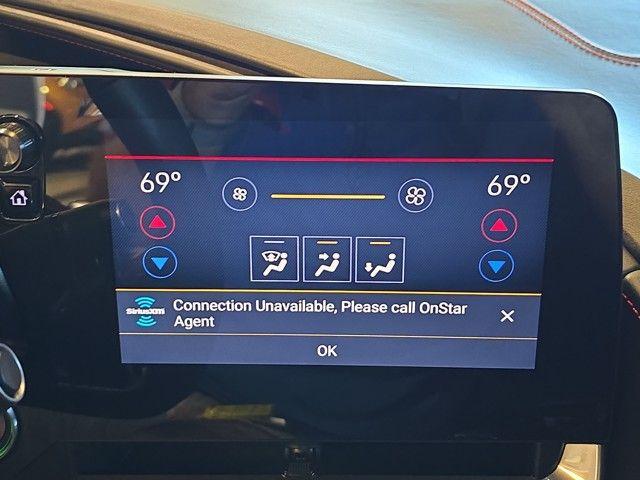 69°
69°
SiriusXM
Connection Unavailable, Please call OnStar
Agent
OK